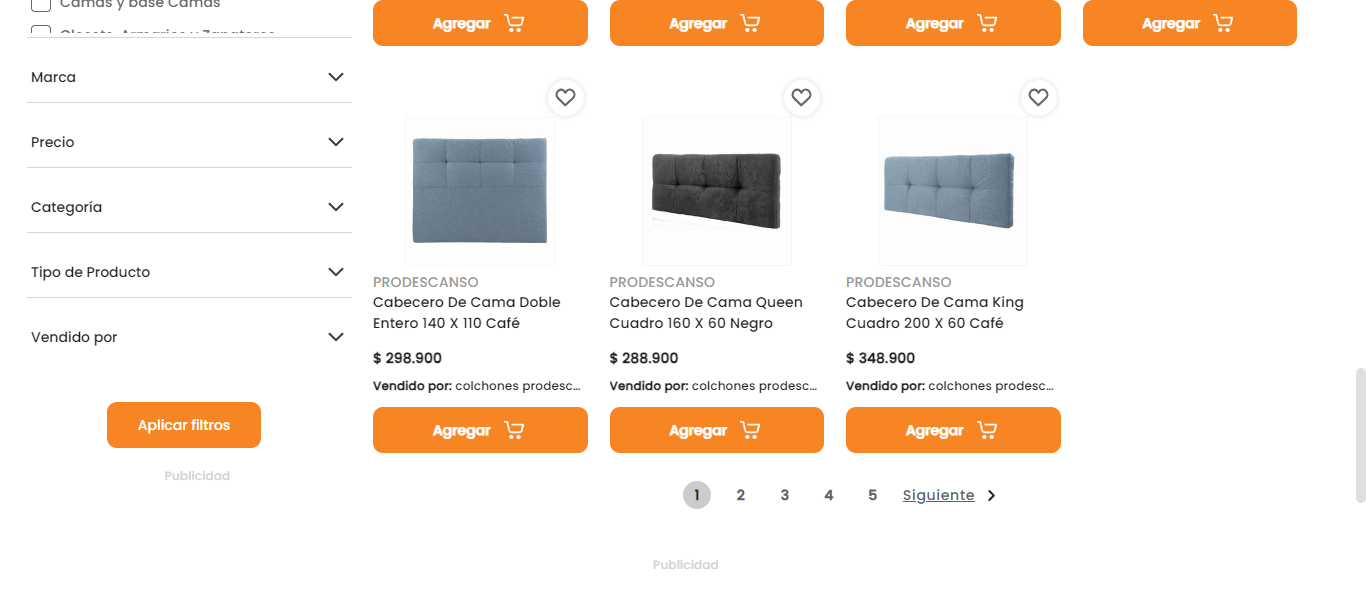 Camas y base Camas
Closets, Armarios y Zapateros
Marca
Precio
Categoría
Tipo de Producto
Vendido por
Aplicar filtros
Publicidad
Agregar
Agregar
Agregar
Agregar
PRODESCANSO
Cabecero De Cama Doble
Entero 140 X 110 Café
$ 298.900
Vendido por: colchones prodesc...
Agregar
PRODESCANSO
Cabecero De Cama Queen
Cuadro 160 X 60 Negro
$ 288.900
Vendido por: colchones prodesc...
Agregar
PRODESCANSO
Cabecero De Cama King
Cuadro 200 X 60 Café
$ 348.900
Vendido por: colchones prodesc...
Agregar
1 2 3 4 5 Siguiente
Publicidad